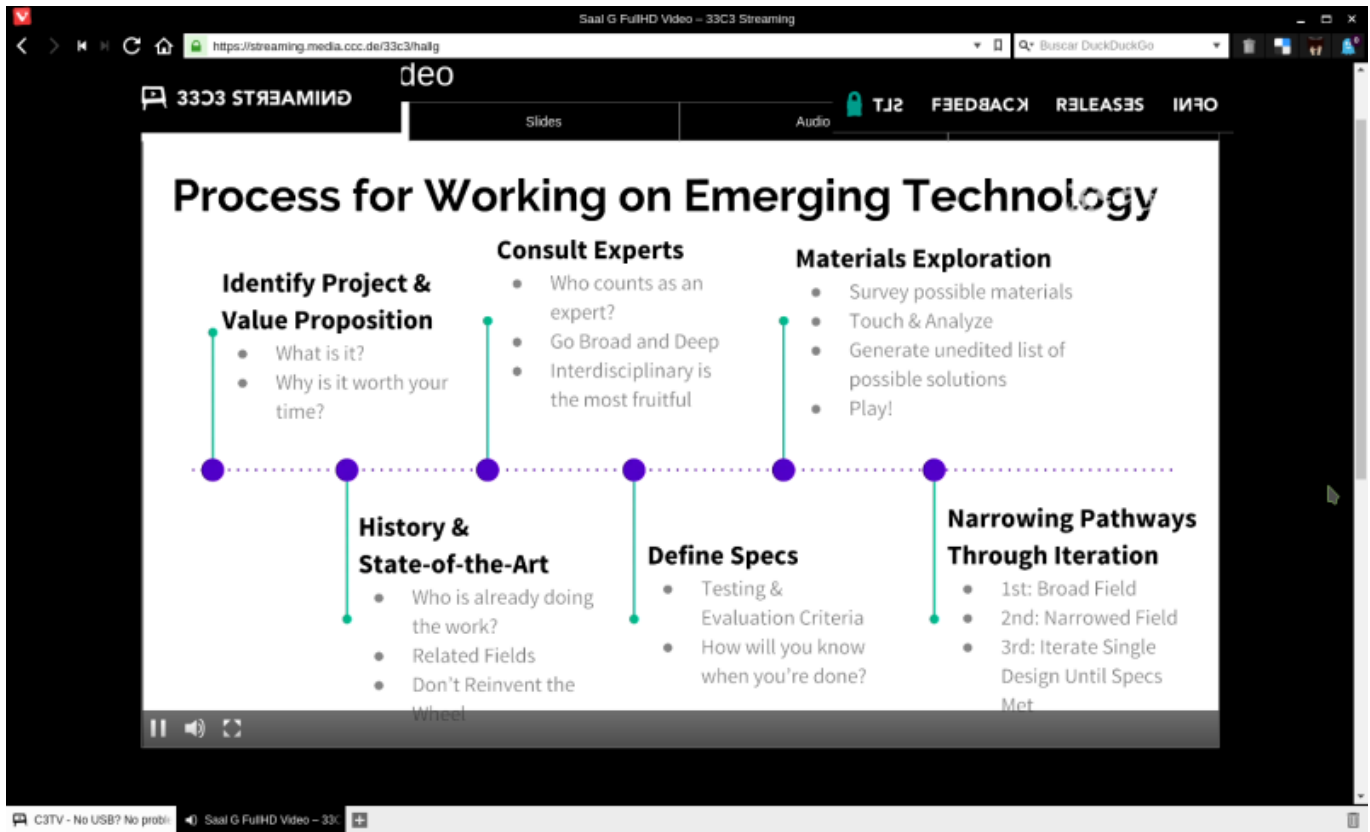 Saal G FullHD Video – 33C3 Streaming
https://streaming.media.ccc.de/33c3/hallg
Buscar DuckDuckGo
deo
33C3 STREAMING
TLS FEEDBACK RELEASES INFO
Slides
Audio
Process for Working on Emerging Technology
Identify Project &
Value Proposition
● What is it?
● Why is it worth your
time?
Consult Experts
● Who counts as an
expert?
● Go Broad and Deep
● Interdisciplinary is
the most fruitful
Materials Exploration
● Survey possible materials
● Touch & Analyze
● Generate unedited list of
possible solutions
● Play!
History &
State-of-the-Art
● Who is already doing
the work?
● Related Fields
● Don't Reinvent the
Wheel
Define Specs
● Testing &
Evaluation Criteria
● How will you know
when you're done?
Narrowing Pathways
Through Iteration
● 1st: Broad Field
● 2nd: Narrowed Field
● 3rd: Iterate Single
Design Until Specs
Met
C3TV - No USB? No probl
Saal G FullHD Video – 33C